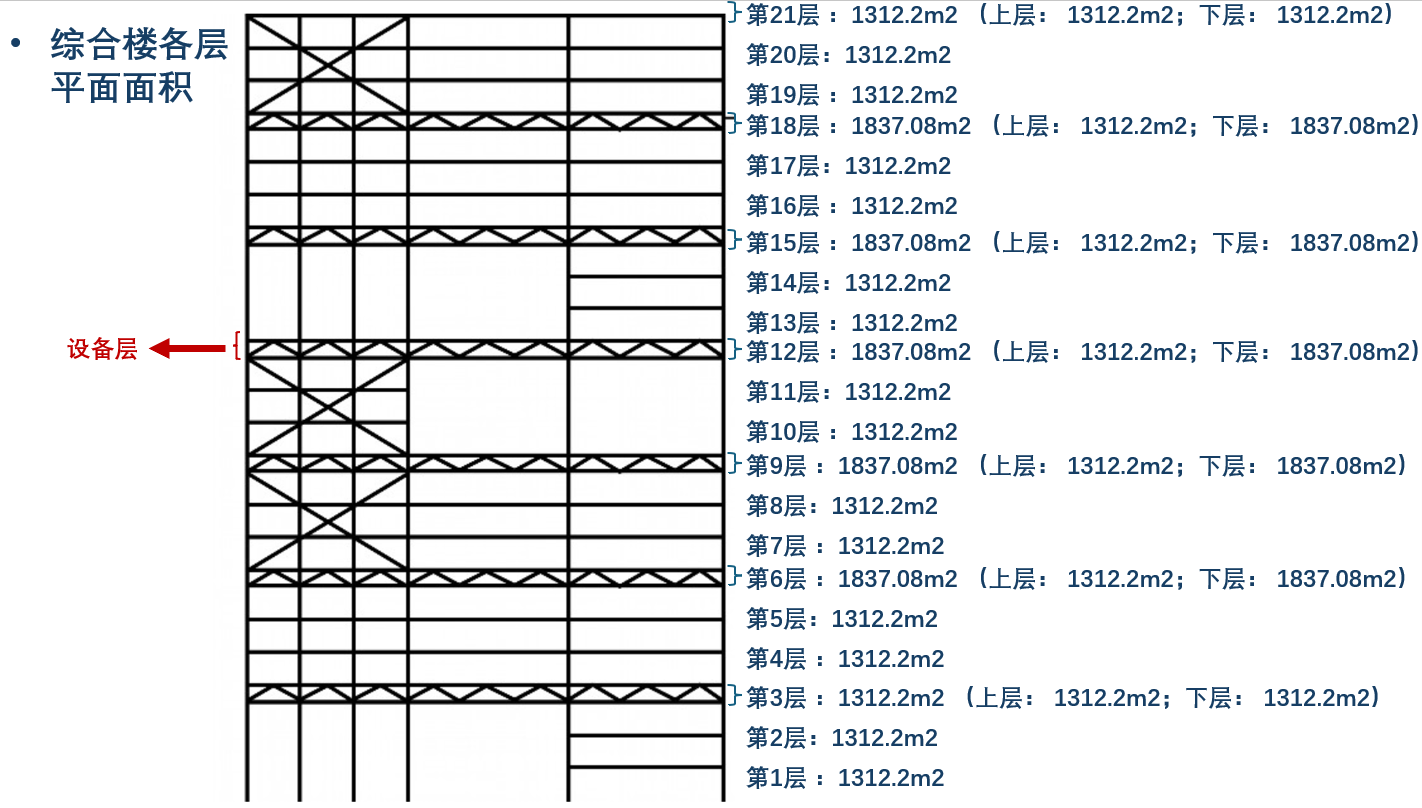 • 综合楼各层
平面面积
设备层
第21层 ：1312.2m2 （上层： 1312.2m2；下层： 1312.2m2）
第20层：1312.2m2
第19层 ：1312.2m2
第18层 ：1837.08m2 （上层： 1312.2m2；下层： 1837.08m2）
第17层：1312.2m2
第16层 ：1312.2m2
第15层 ：1837.08m2 （上层： 1312.2m2；下层： 1837.08m2）
第14层：1312.2m2
第13层 ：1312.2m2
第12层 ：1837.08m2 （上层： 1312.2m2；下层： 1837.08m2）
第11层：1312.2m2
第10层 ：1312.2m2
第9层 ：1837.08m2 （上层： 1312.2m2；下层： 1837.08m2）
第8层：1312.2m2
第7层 ：1312.2m2
第6层 ：1837.08m2 （上层： 1312.2m2；下层： 1837.08m2）
第5层：1312.2m2
第4层 ：1312.2m2
第3层 ：1312.2m2 （上层： 1312.2m2；下层： 1312.2m2）
第2层：1312.2m2
第1层 ：1312.2m2